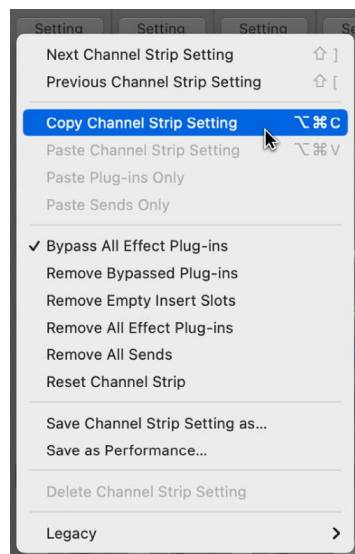 Setting Setting Setting Se
Next Channel Strip Setting ⇧ ]
Previous Channel Strip Setting ⇧ [
Copy Channel Strip Setting ⌥⌘C
Paste Channel Strip Setting ⌥⌘V
Paste Plug-ins Only
Paste Sends Only
✓ Bypass All Effect Plug-ins
Remove Bypassed Plug-ins
Remove Empty Insert Slots
Remove All Effect Plug-ins
Remove All Sends
Reset Channel Strip
Save Channel Strip Setting as...
Save as Performance...
Delete Channel Strip Setting
Legacy >